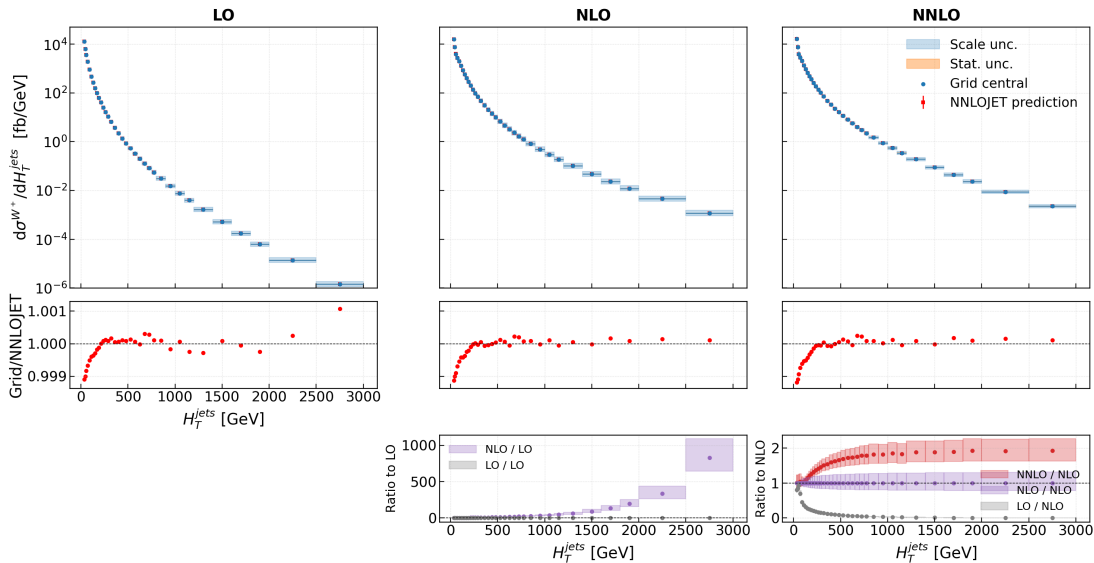 LO
NLO
NNLO
dσ^{W^+}/dH_T^{jets} [fb/GeV]
10^4
10^2
10^0
10^{-2}
10^{-4}
10^{-6}
Scale unc.
Stat. unc.
Grid central
NNLOJET prediction
Grid/NNLOJET
1.001
1.000
0.999
0 500 1000 1500 2000 2500 3000
H_T^{jets} [GeV]
Ratio to LO
1000
500
0
NLO / LO
LO / LO
0 500 1000 1500 2000 2500 3000
H_T^{jets} [GeV]
Ratio to NLO
2
1
0
NNLO / NLO
NLO / NLO
LO / NLO
0 500 1000 1500 2000 2500 3000
H_T^{jets} [GeV]